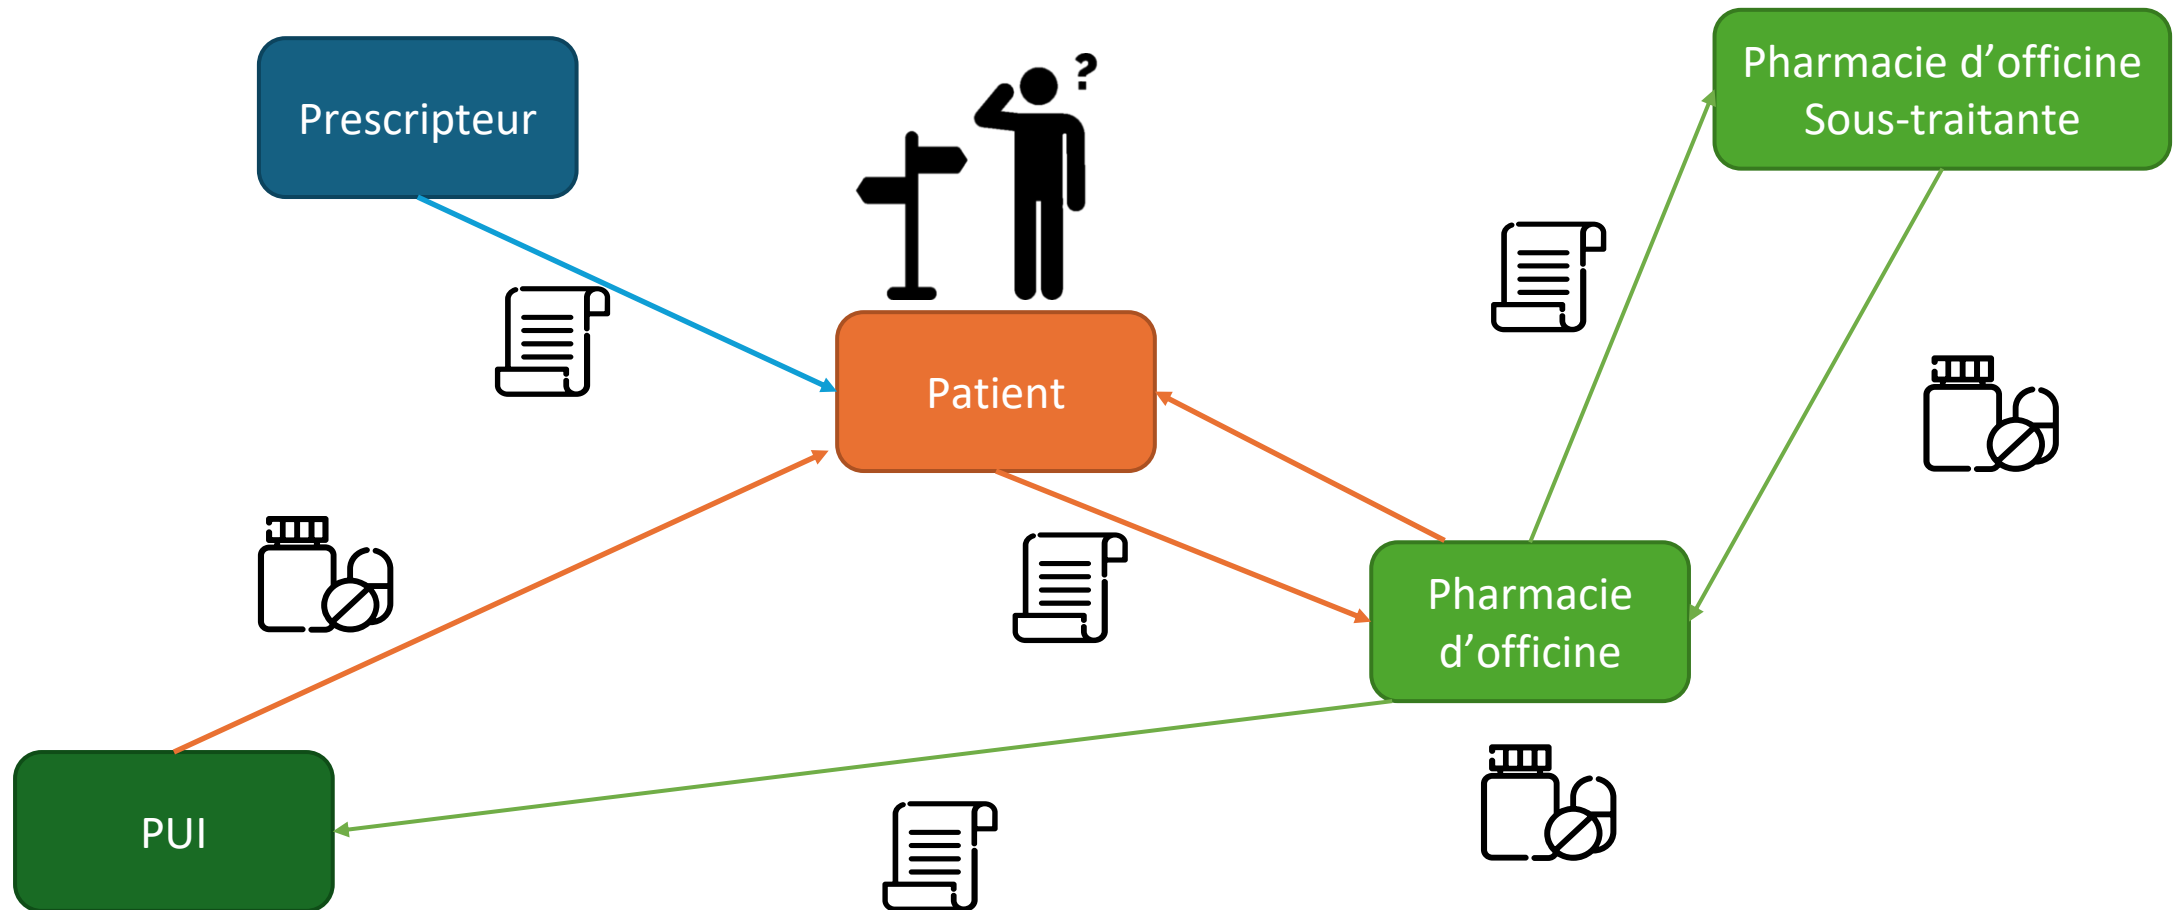 Prescripteur
?
Pharmacie d’officine
Sous-traitante
Patient
Pharmacie
d’officine
PUI